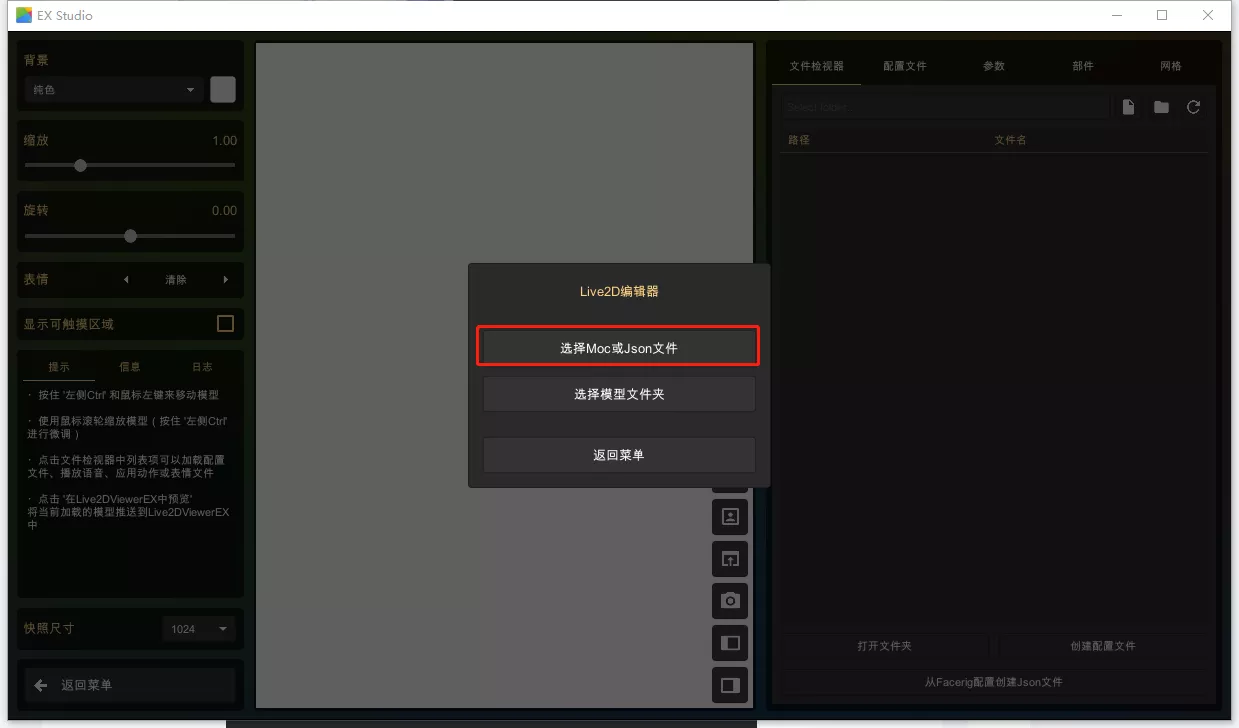 EX Studio
背景
纯色
缩放 1.00
旋转 0.00
表情 清除
显示可触摸区域
提示 信息 日志
· 按住 '左侧Ctrl' 和鼠标左键来移动模型
· 使用鼠标滚轮缩放模型 ( 按住 '左侧Ctrl'
进行微调 )
· 点击文件检视器中列表项可以加载配置
文件、播放语音、应用动作或表情文件
· 点击 '在Live2DViewerEX中预览'
将当前加载的模型推送到Live2DViewerEX
中
快照尺寸 1024
返回菜单
Live2D编辑器
选择Moc或Json文件
选择模型文件夹
返回菜单
文件检视器 配置文件 参数 部件 网格
Select folder...
路径 文件名
打开文件夹 创建配置文件
从Facerig配置创建Json文件